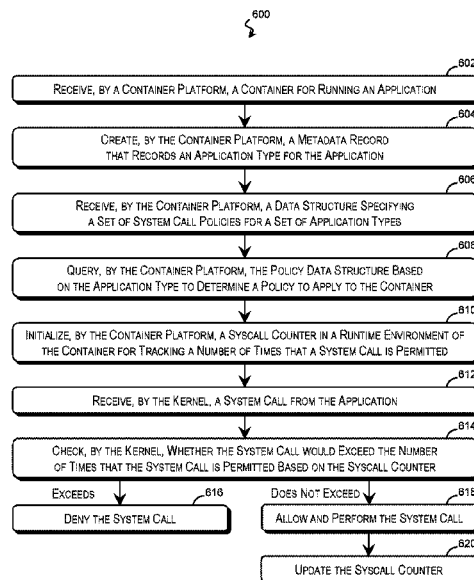 600
602
RECEIVE, BY A CONTAINER PLATFORM, A CONTAINER FOR RUNNING AN APPLICATION
604
CREATE, BY THE CONTAINER PLATFORM, A METADATA RECORD
THAT RECORDS AN APPLICATION TYPE FOR THE APPLICATION
606
RECEIVE, BY THE CONTAINER PLATFORM, A DATA STRUCTURE SPECIFYING
A SET OF SYSTEM CALL POLICIES FOR A SET OF APPLICATION TYPES
608
QUERY, BY THE CONTAINER PLATFORM, THE POLICY DATA STRUCTURE BASED
ON THE APPLICATION TYPE TO DETERMINE A POLICY TO APPLY TO THE CONTAINER
610
INITIALIZE, BY THE CONTAINER PLATFORM, A SYSCALL COUNTER IN A RUNTIME ENVIRONMENT OF
THE CONTAINER FOR TRACKING A NUMBER OF TIMES THAT A SYSTEM CALL IS PERMITTED
612
RECEIVE, BY THE KERNEL, A SYSTEM CALL FROM THE APPLICATION
614
CHECK, BY THE KERNEL, WHETHER THE SYSTEM CALL WOULD EXCEED THE NUMBER
OF TIMES THAT THE SYSTEM CALL IS PERMITTED BASED ON THE SYSCALL COUNTER
EXCEEDS
616
DOES NOT EXCEED
618
DENY THE SYSTEM CALL
ALLOW AND PERFORM THE SYSTEM CALL
620
UPDATE THE SYSCALL COUNTER